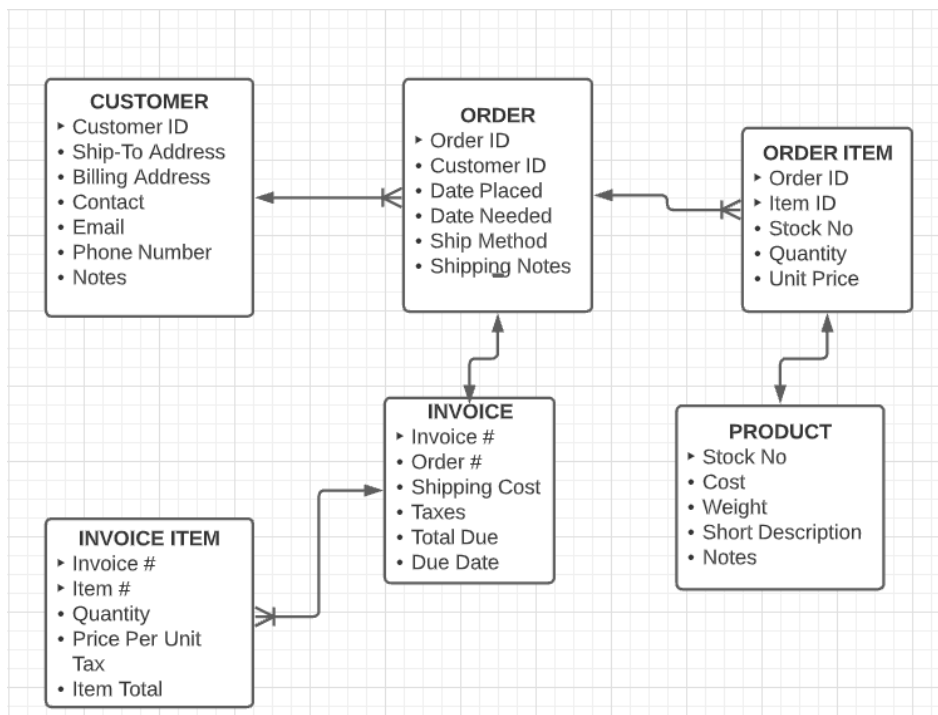 CUSTOMER
‣ Customer ID
• Ship-To Address
• Billing Address
• Contact
• Email
• Phone Number
• Notes
ORDER
‣ Order ID
• Customer ID
• Date Placed
• Date Needed
• Ship Method
• Shipping Notes
ORDER ITEM
‣ Order ID
‣ Item ID
• Stock No
• Quantity
• Unit Price
INVOICE
‣ Invoice #
• Order #
• Shipping Cost
• Taxes
• Total Due
• Due Date
PRODUCT
‣ Stock No
• Cost
• Weight
• Short Description
• Notes
INVOICE ITEM
‣ Invoice #
‣ Item #
• Quantity
• Price Per Unit
Tax
• Item Total